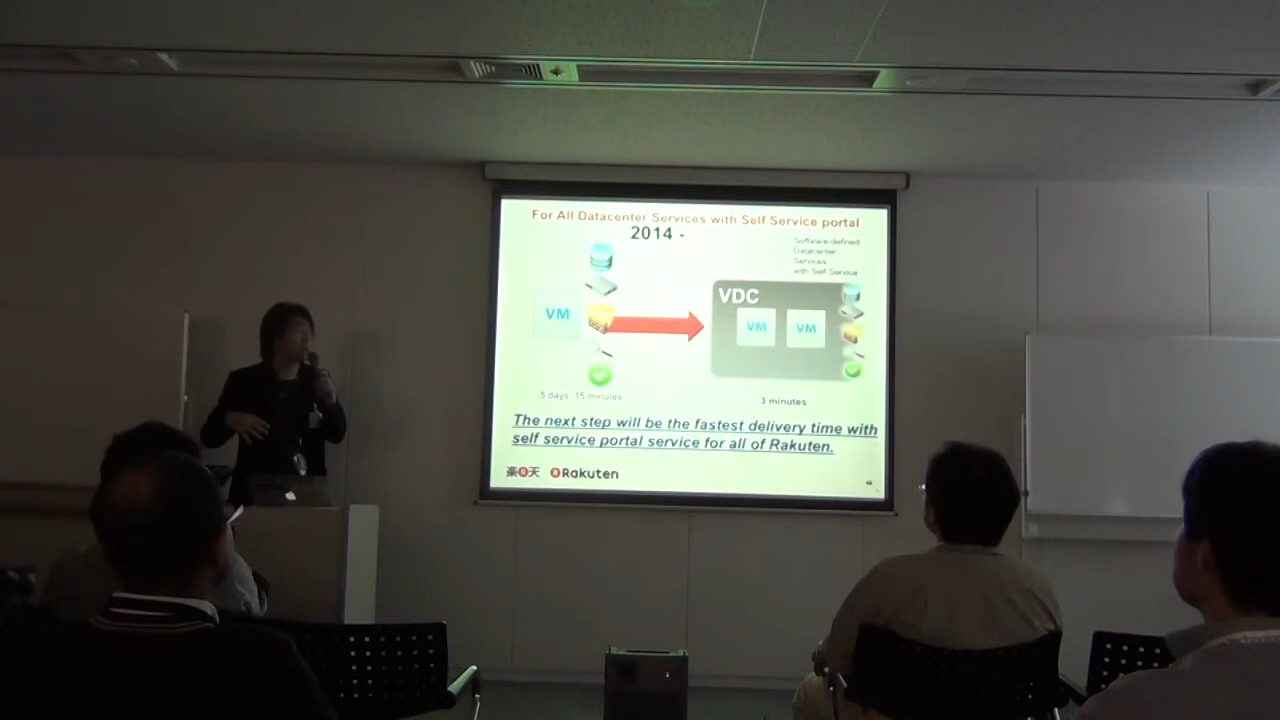 For All Datacenter Services with Self Service portal
2014 -
Software-defined
Datacenter
Services
with Self Service
VDC
VM
VM
VM
5 days, 15 minutes
3 minutes
The next step will be the fastest delivery time with
self service portal service for all of Rakuten.
楽天 Rakuten